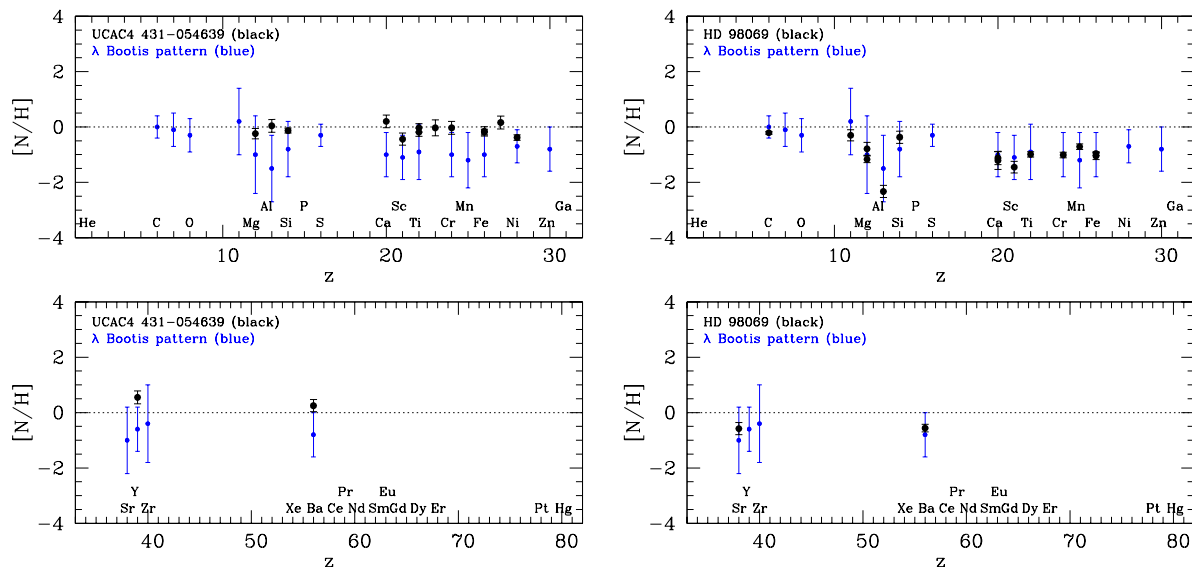 UCAC4 431-054639 (black)
λ Bootis pattern (blue)
[N/H]
4
2
0
−2
−4
Al P Sc Mn Ga
He C O Mg Si S Ca Ti Cr Fe Ni Zn
10 20 30
z
HD 98069 (black)
λ Bootis pattern (blue)
[N/H]
4
2
0
−2
−4
Al P Sc Mn Ga
He C O Mg Si S Ca Ti Cr Fe Ni Zn
10 20 30
z
UCAC4 431-054639 (black)
λ Bootis pattern (blue)
[N/H]
4
2
0
−2
−4
Y Pr Eu
Sr Zr Xe Ba Ce Nd Sm Gd Dy Er Pt Hg
40 50 60 70 80
z
HD 98069 (black)
λ Bootis pattern (blue)
[N/H]
4
2
0
−2
−4
Y Pr Eu
Sr Zr Xe Ba Ce Nd Sm Gd Dy Er Pt Hg
40 50 60 70 80
z